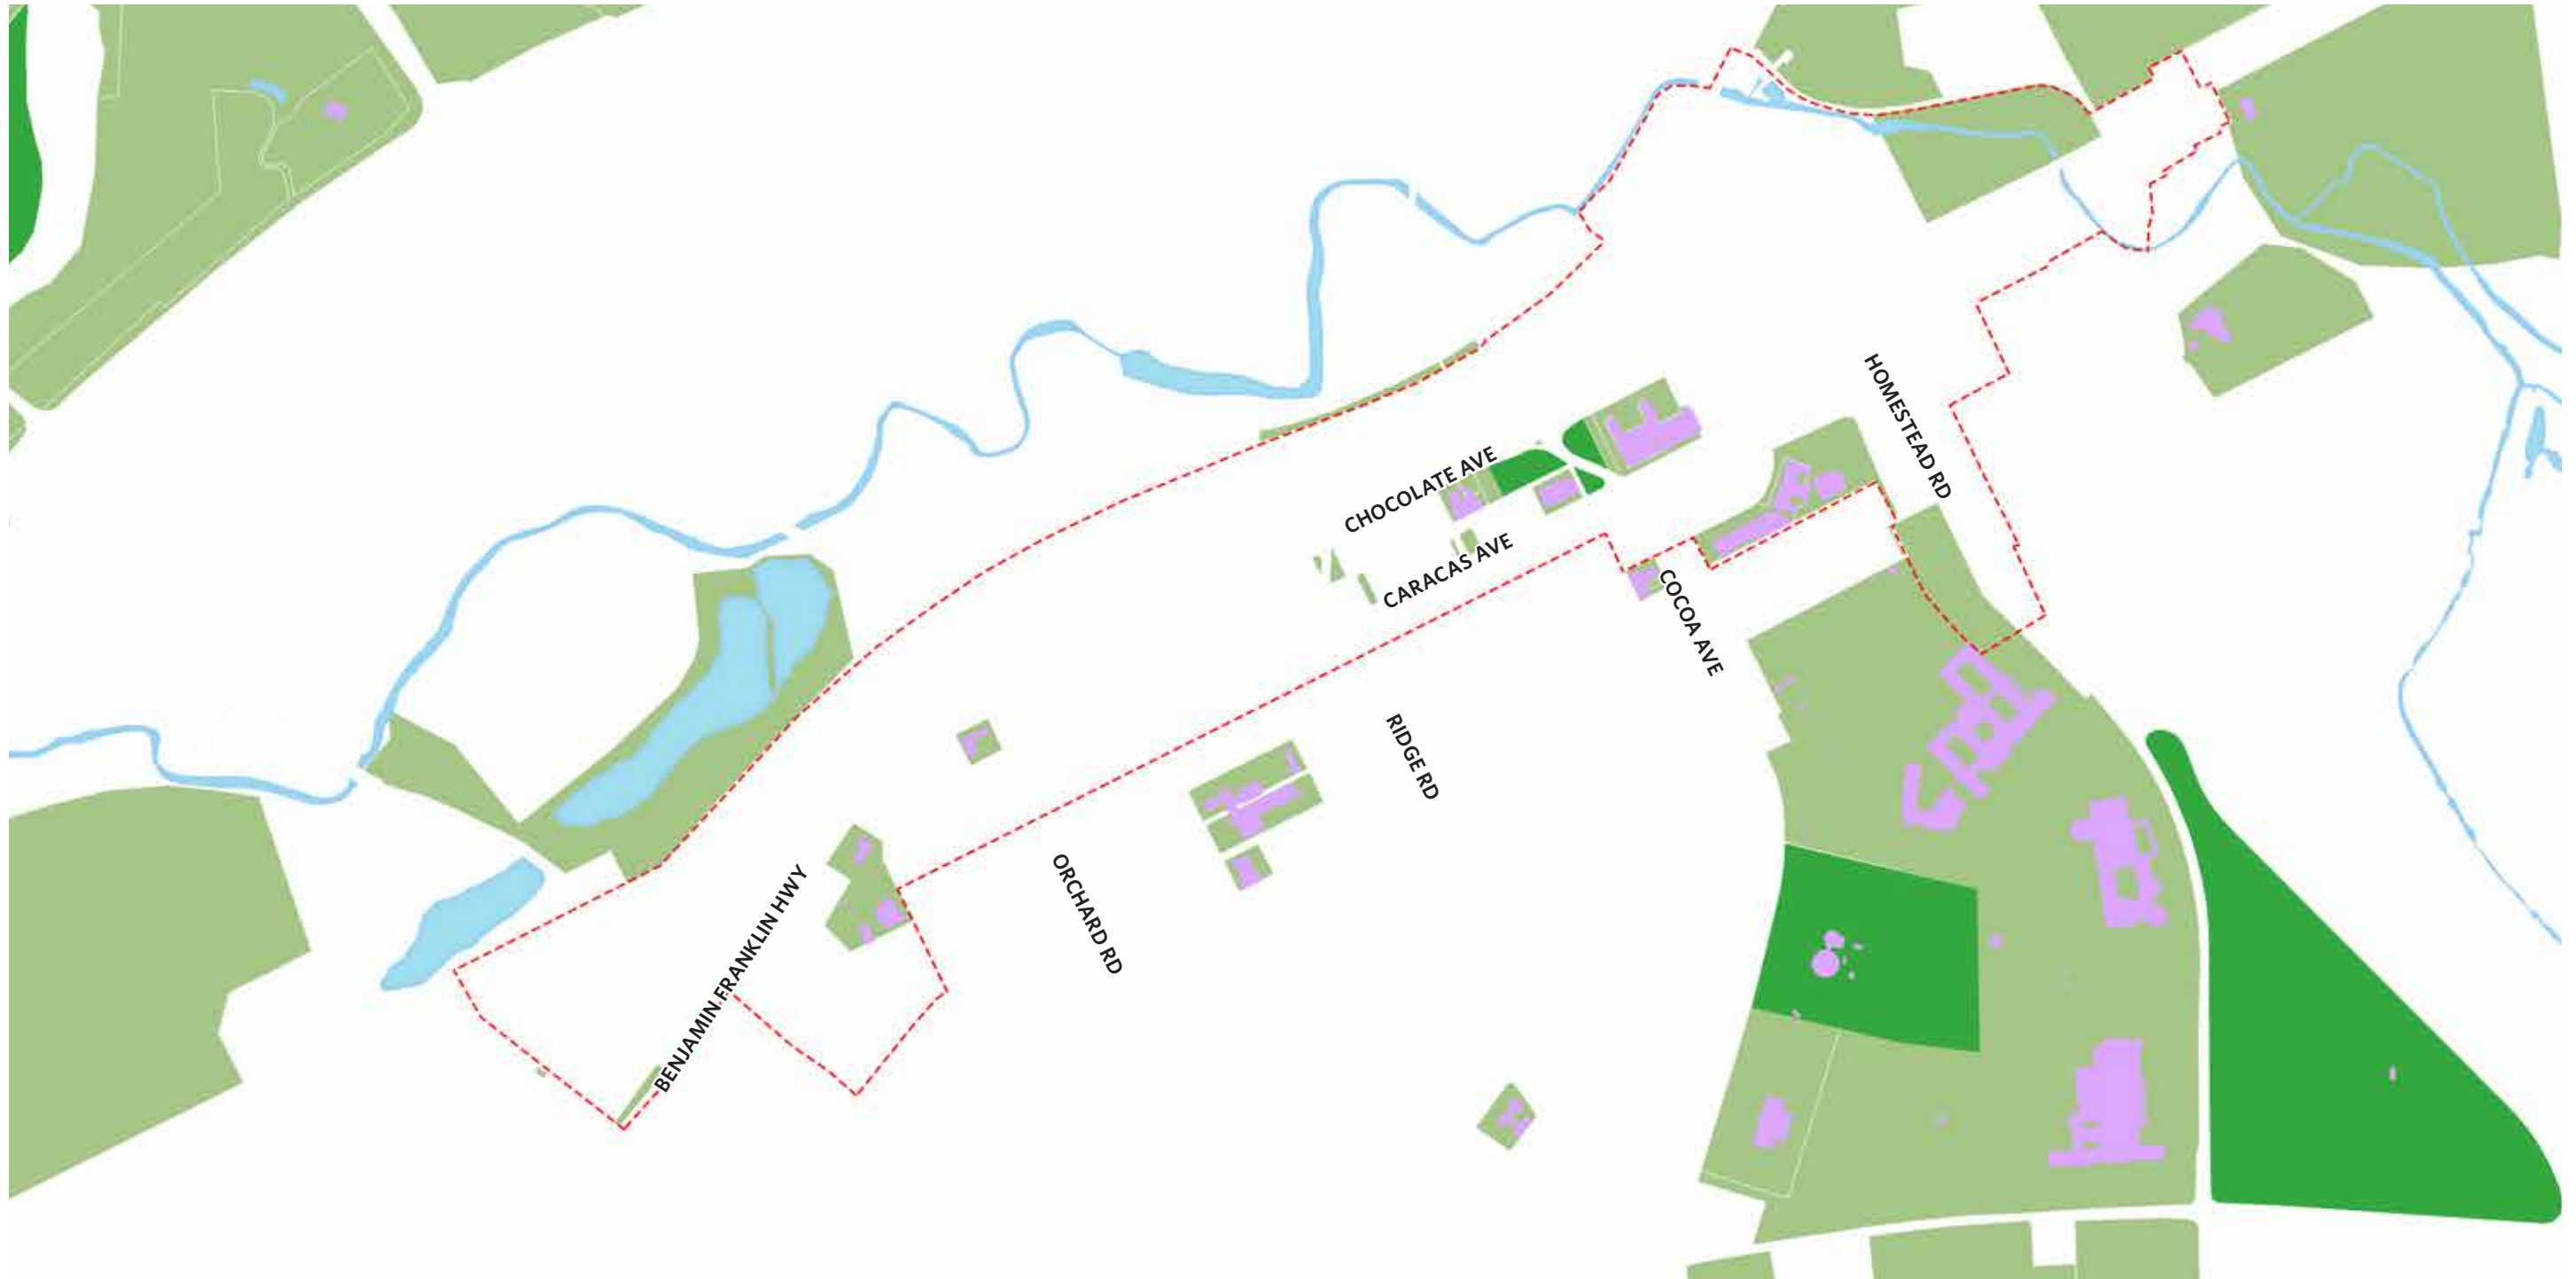 HOMESTEAD RD
CHOCOLATE AVE
CARACAS AVE
COCOA AVE
RIDGE RD
ORCHARD RD
BENJAMIN FRANKLIN HWY